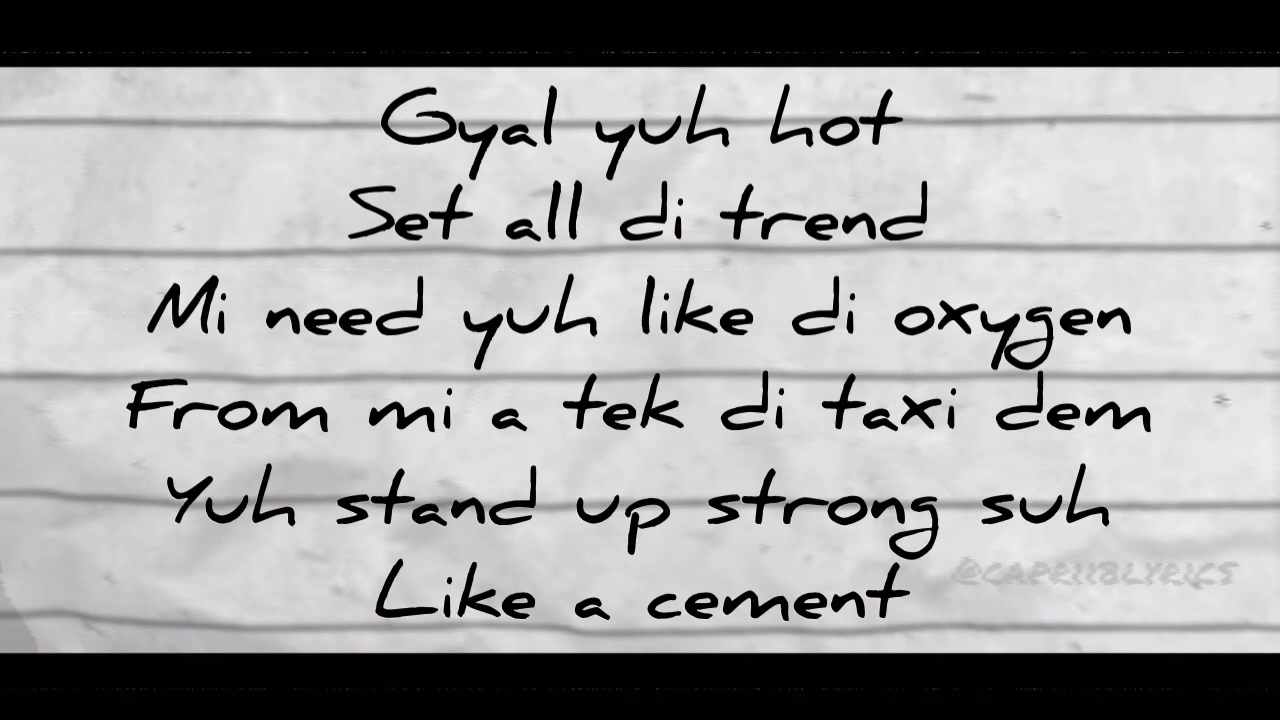 Gyal yuh hot
Set all di trend
Mi need yuh like di oxygen
From mi a tek di taxi dem
Yuh stand up strong suh
@CAPRII8LYRICS
Like a cement